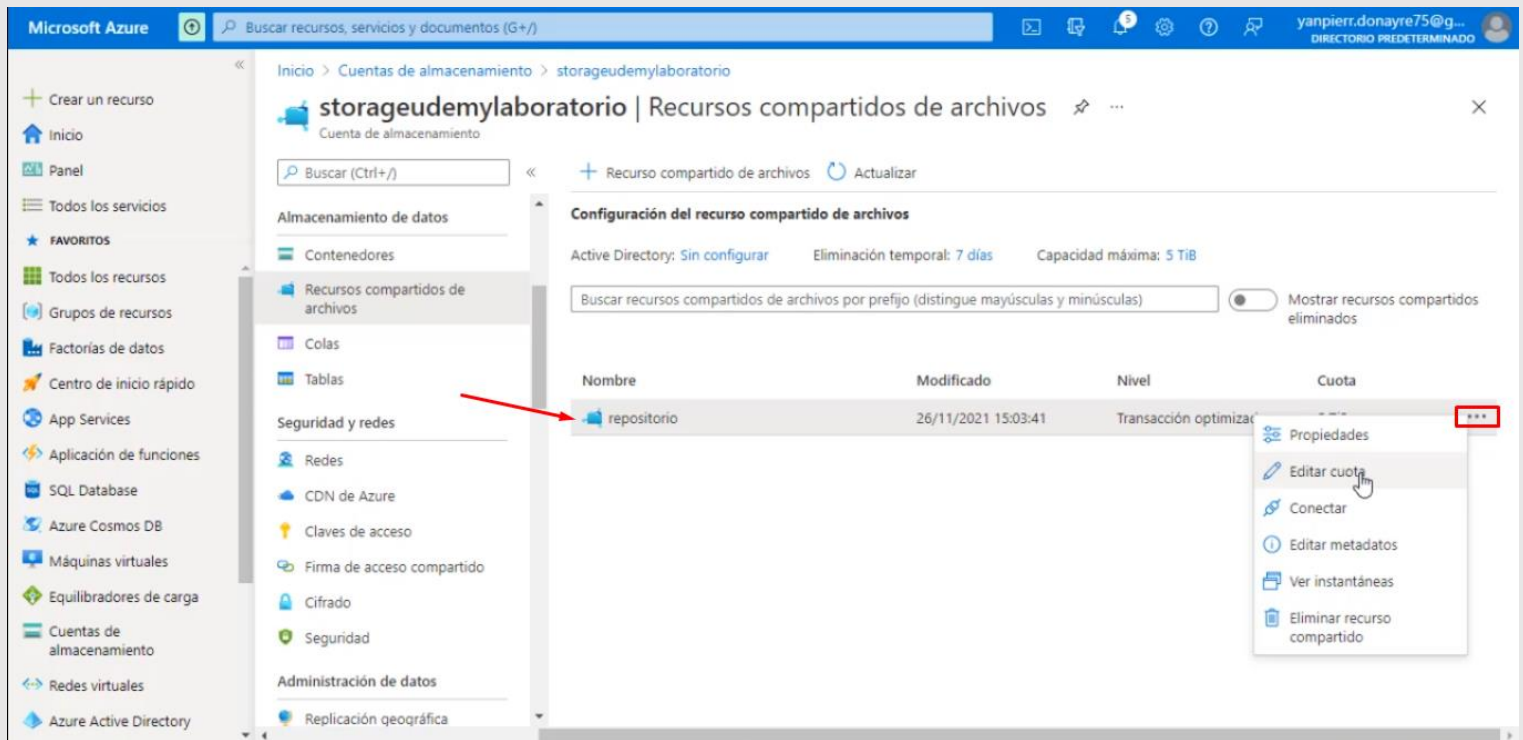 Microsoft Azure
Buscar recursos, servicios y documentos (G+/)
5
yanpierr.donayre75@g...
DIRECTORIO PREDETERMINADO
Crear un recurso
Inicio
Panel
Todos los servicios
FAVORITOS
Todos los recursos
Grupos de recursos
Factorías de datos
Centro de inicio rápido
App Services
Aplicación de funciones
SQL Database
Azure Cosmos DB
Máquinas virtuales
Equilibradores de carga
Cuentas de
almacenamiento
Redes virtuales
Azure Active Directory
Inicio > Cuentas de almacenamiento > storageudemylaboratorio
storageudemylaboratorio | Recursos compartidos de archivos
Cuenta de almacenamiento
Buscar (Ctrl+/)
Almacenamiento de datos
Contenedores
Recursos compartidos de
archivos
Colas
Tablas
Seguridad y redes
Redes
CDN de Azure
Claves de acceso
Firma de acceso compartido
Cifrado
Seguridad
Administración de datos
Replicación geográfica
Recurso compartido de archivos Actualizar
Configuración del recurso compartido de archivos
Active Directory: Sin configurar Eliminación temporal: 7 días Capacidad máxima: 5 TiB
Buscar recursos compartidos de archivos por prefijo (distingue mayúsculas y minúsculas)
Mostrar recursos compartidos
eliminados
Nombre Modificado Nivel Cuota
repositorio 26/11/2021 15:03:41 Transacción
Propiedades
Editar cuota
Conectar
Editar metadatos
Ver instantáneas
Eliminar recurso
compartido